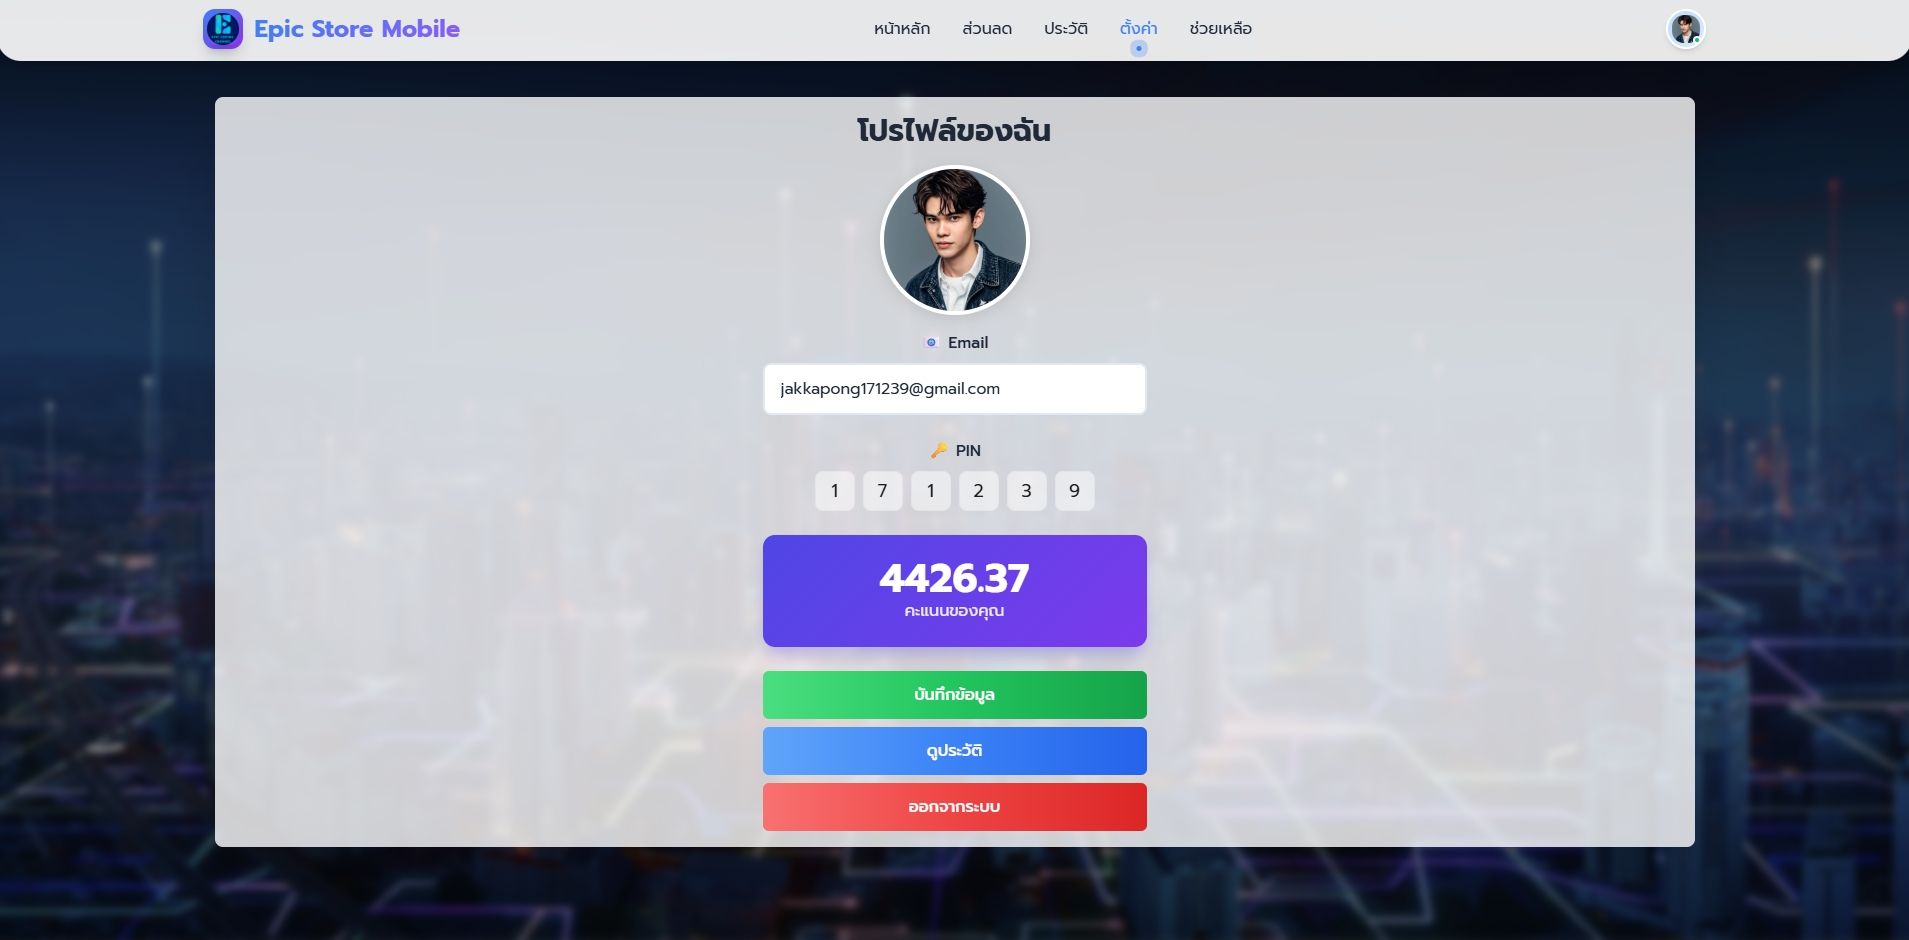 Epic Store Mobile
หน้าหลัก ส่วนลด ประวัติ ตั้งค่า ช่วยเหลือ
โปรไฟล์ของฉัน
Email
jakkapong171239@gmail.com
PIN
1 7 1 2 3 9
4426.37
คะแนนของคุณ
บันทึกข้อมูล
ดูประวัติ
ออกจากระบบ